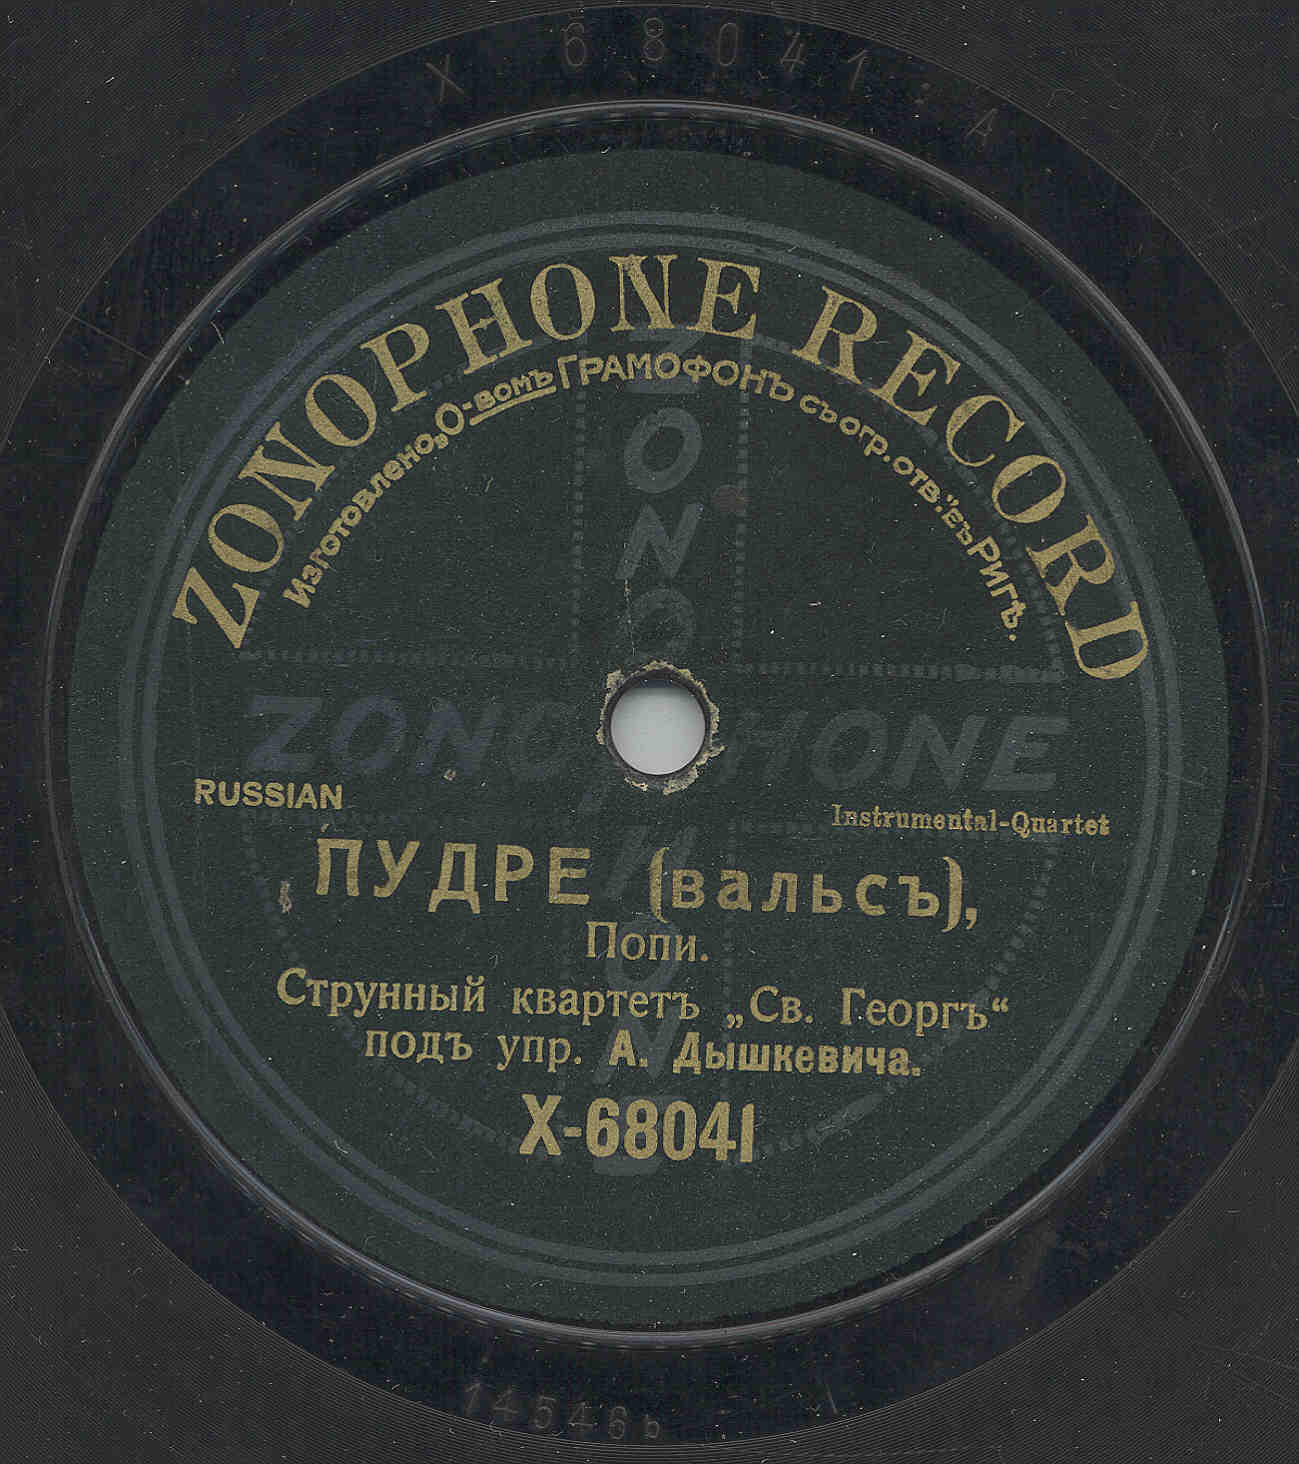 X 68041
4
ZONOPHONE RECORD
Изготовлено „О-вомъ ГРАМОФОНЪ съ огр. отв." въ Ригѣ.
ZONOPHONE
ZONOPHONE
RUSSIAN
Instrumental-Quartet
ПУДРЕ (вальсъ),
Попи.
Струнный квартетъ „Св. Георгъ“
подъ упр. А. Дышкевича.
X-68041
14546b